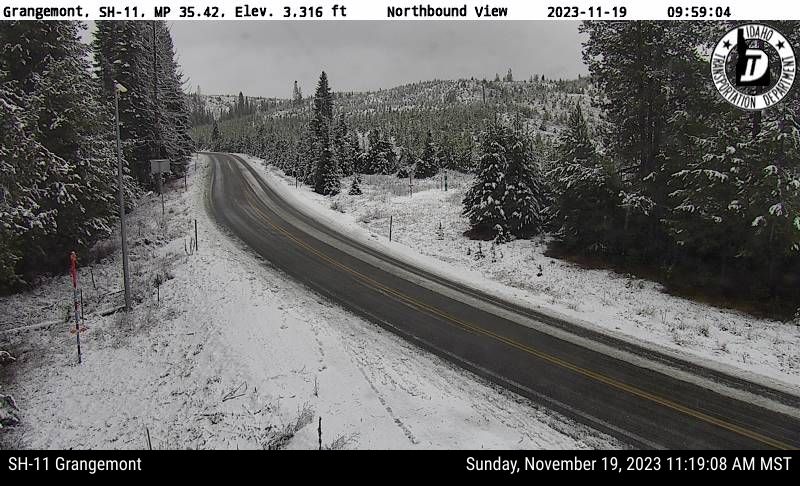 Grangemont, SH-11, MP 35.42, Elev. 3,316 ft Northbound View 2023-11-19 09:59:04
IDAHO
TRANSPORTATION DEPARTMENT
SH-11 Grangemont Sunday, November 19, 2023 11:19:08 AM MST